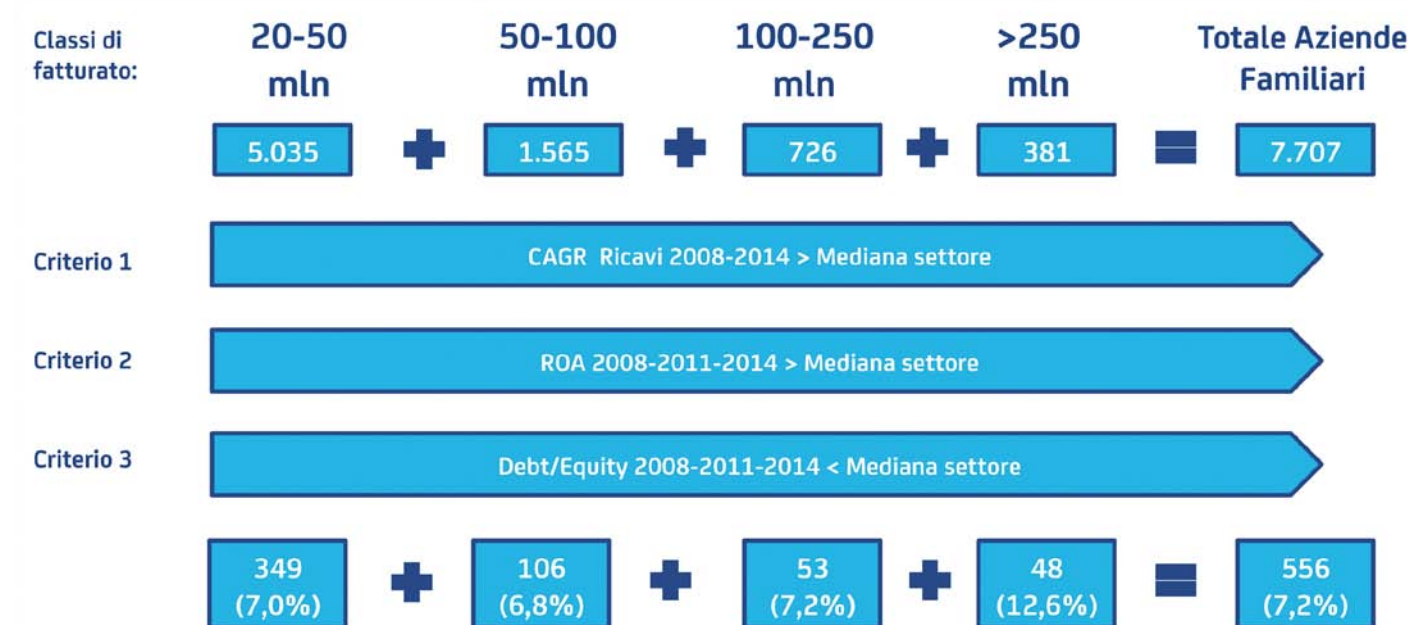 Classi di
fatturato:
20-50
mln
50-100
mln
100-250
mln
>250
mln
Totale Aziende
Familiari
5.035
1.565
726
381
7.707
Criterio 1
CAGR Ricavi 2008-2014 > Mediana settore
Criterio 2
ROA 2008-2011-2014 > Mediana settore
Criterio 3
Debt/Equity 2008-2011-2014 < Mediana settore
349
(7,0%)
106
(6,8%)
53
(7,2%)
48
(12,6%)
556
(7,2%)